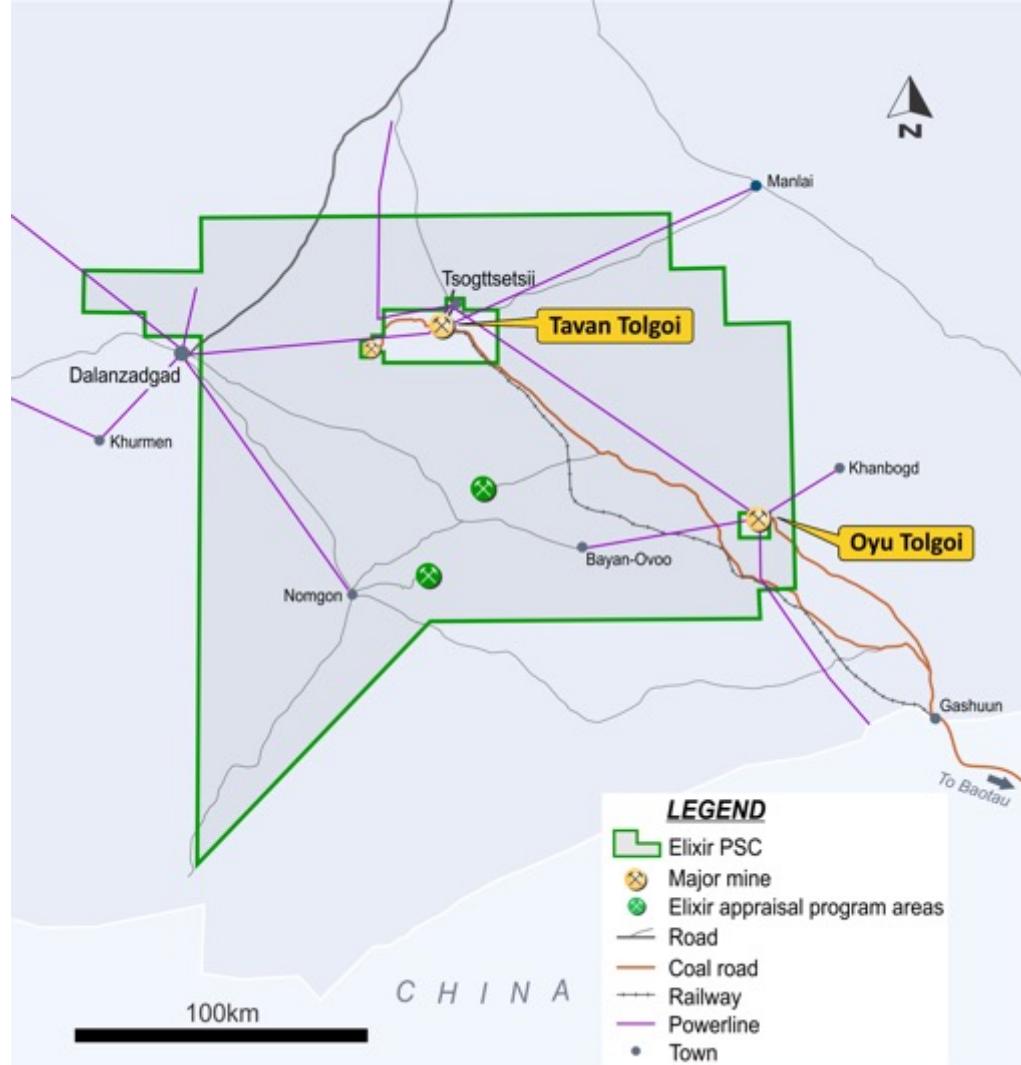 N
Manlai
Tsogttsetsii
Tavan Tolgoi
Dalanzadgad
Khurmen
Khanbogd
Oyu Tolgoi
Bayan-Ovoo
Nomgon
Gashuun
To Baotau
CHINA
100km
LEGEND
Elixir PSC
Major mine
Elixir appraisal program areas
Road
Coal road
Railway
Powerline
Town